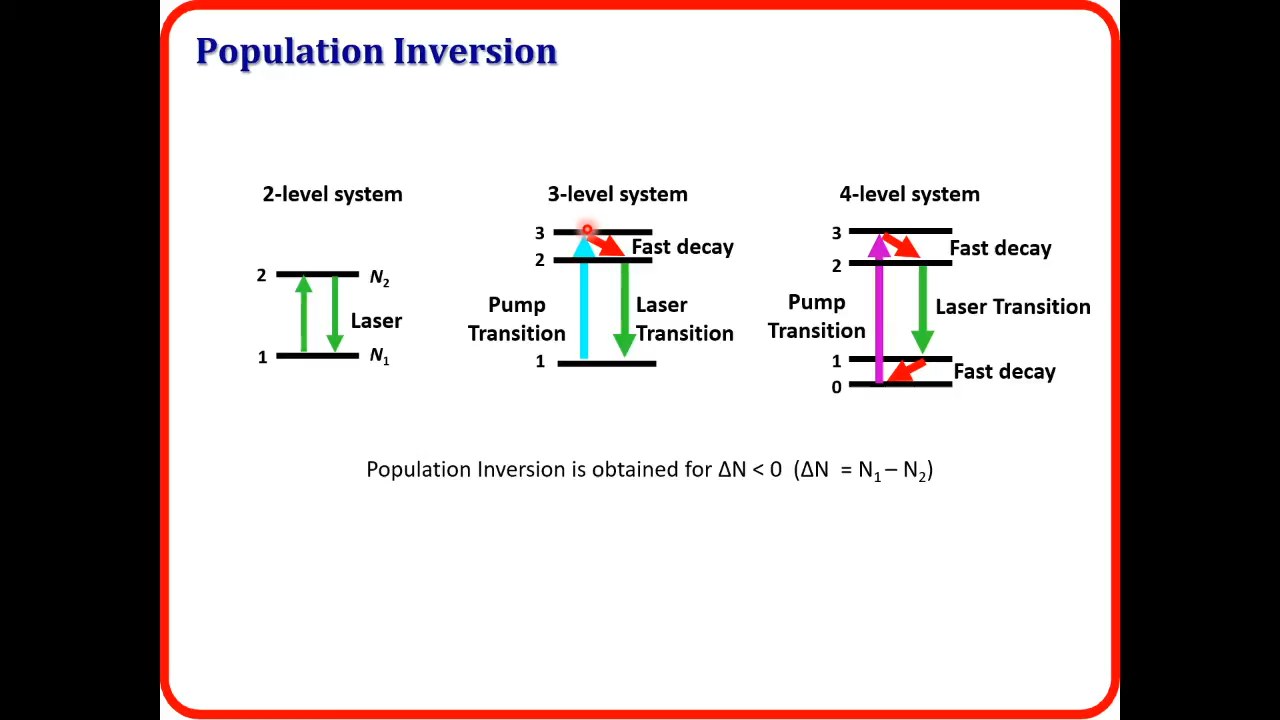 Population Inversion
2-level system
2
N₂
Laser
1
N₁
3-level system
3
Fast decay
2
Pump
Transition
Laser
Transition
1
4-level system
3
Fast decay
2
Pump
Transition
Laser Transition
1
Fast decay
0
Population Inversion is obtained for ΔN < 0 (ΔN = N₁ – N₂)